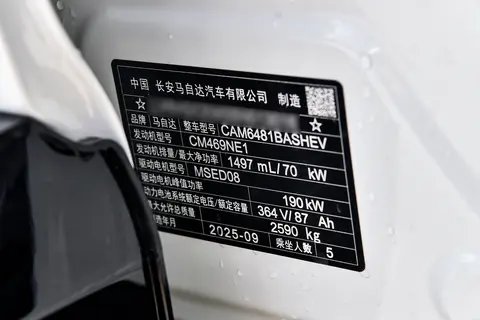 中国 长安马自达汽车有限公司 制造
☆ ☆
品牌 马自达 整车型号 CAM6481BASHEV
发动机型号 CM469NE1
发动机排量/最大净功率 1497 mL/70 kW
驱动电机型号 MSED08
驱动电机峰值功率 190 kW
动力电池系统额定电压/额定容量 364 V/87 Ah
最大允许总质量 2590 kg
年月 2025-09 乘坐人数 5